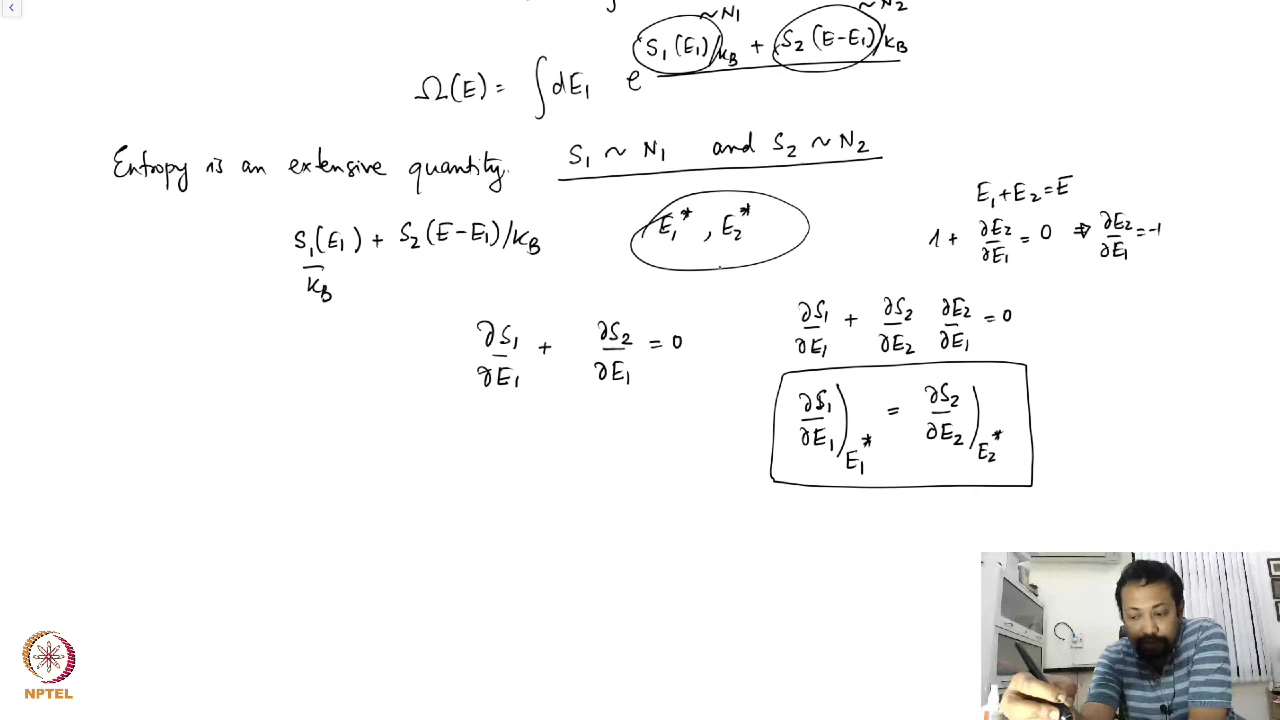 ~N1 ~N2
Ω(E) = ∫dE1 e^{S1(E1)/kB + S2(E-E1)/kB}
Entropy is an extensive quantity. S1 ~ N1 and S2 ~ N2
E1 + E2 = E
S1(E1)/kB + S2(E-E1)/kB E1*, E2* 1 + ∂E2/∂E1 = 0 ⇒ ∂E2/∂E1 = -1
∂S1/∂E1 + ∂S2/∂E1 = 0 ∂S1/∂E1 + ∂S2/∂E2 ∂E2/∂E1 = 0
∂S1/∂E1)E1* = ∂S2/∂E2)E2*
NPTEL